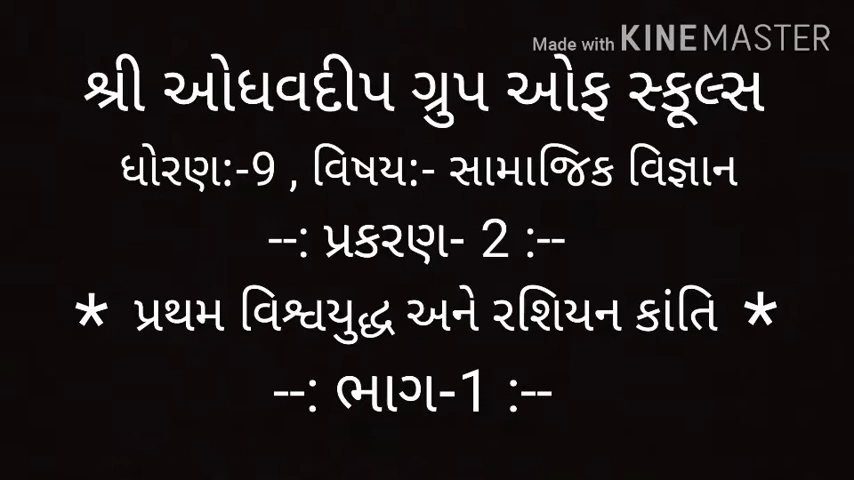 Made with KINEMASTER
શ્રી ઓધવદીપ ગ્રુપ ઓફ સ્કૂલ્સ
ધોરણ:-9 , વિષય:- સામાજિક વિજ્ઞાન
--: પ્રકરણ- 2 :--
* પ્રથમ વિશ્વયુદ્ધ અને રશિયન કાંતિ *
--: ભાગ-1 :--